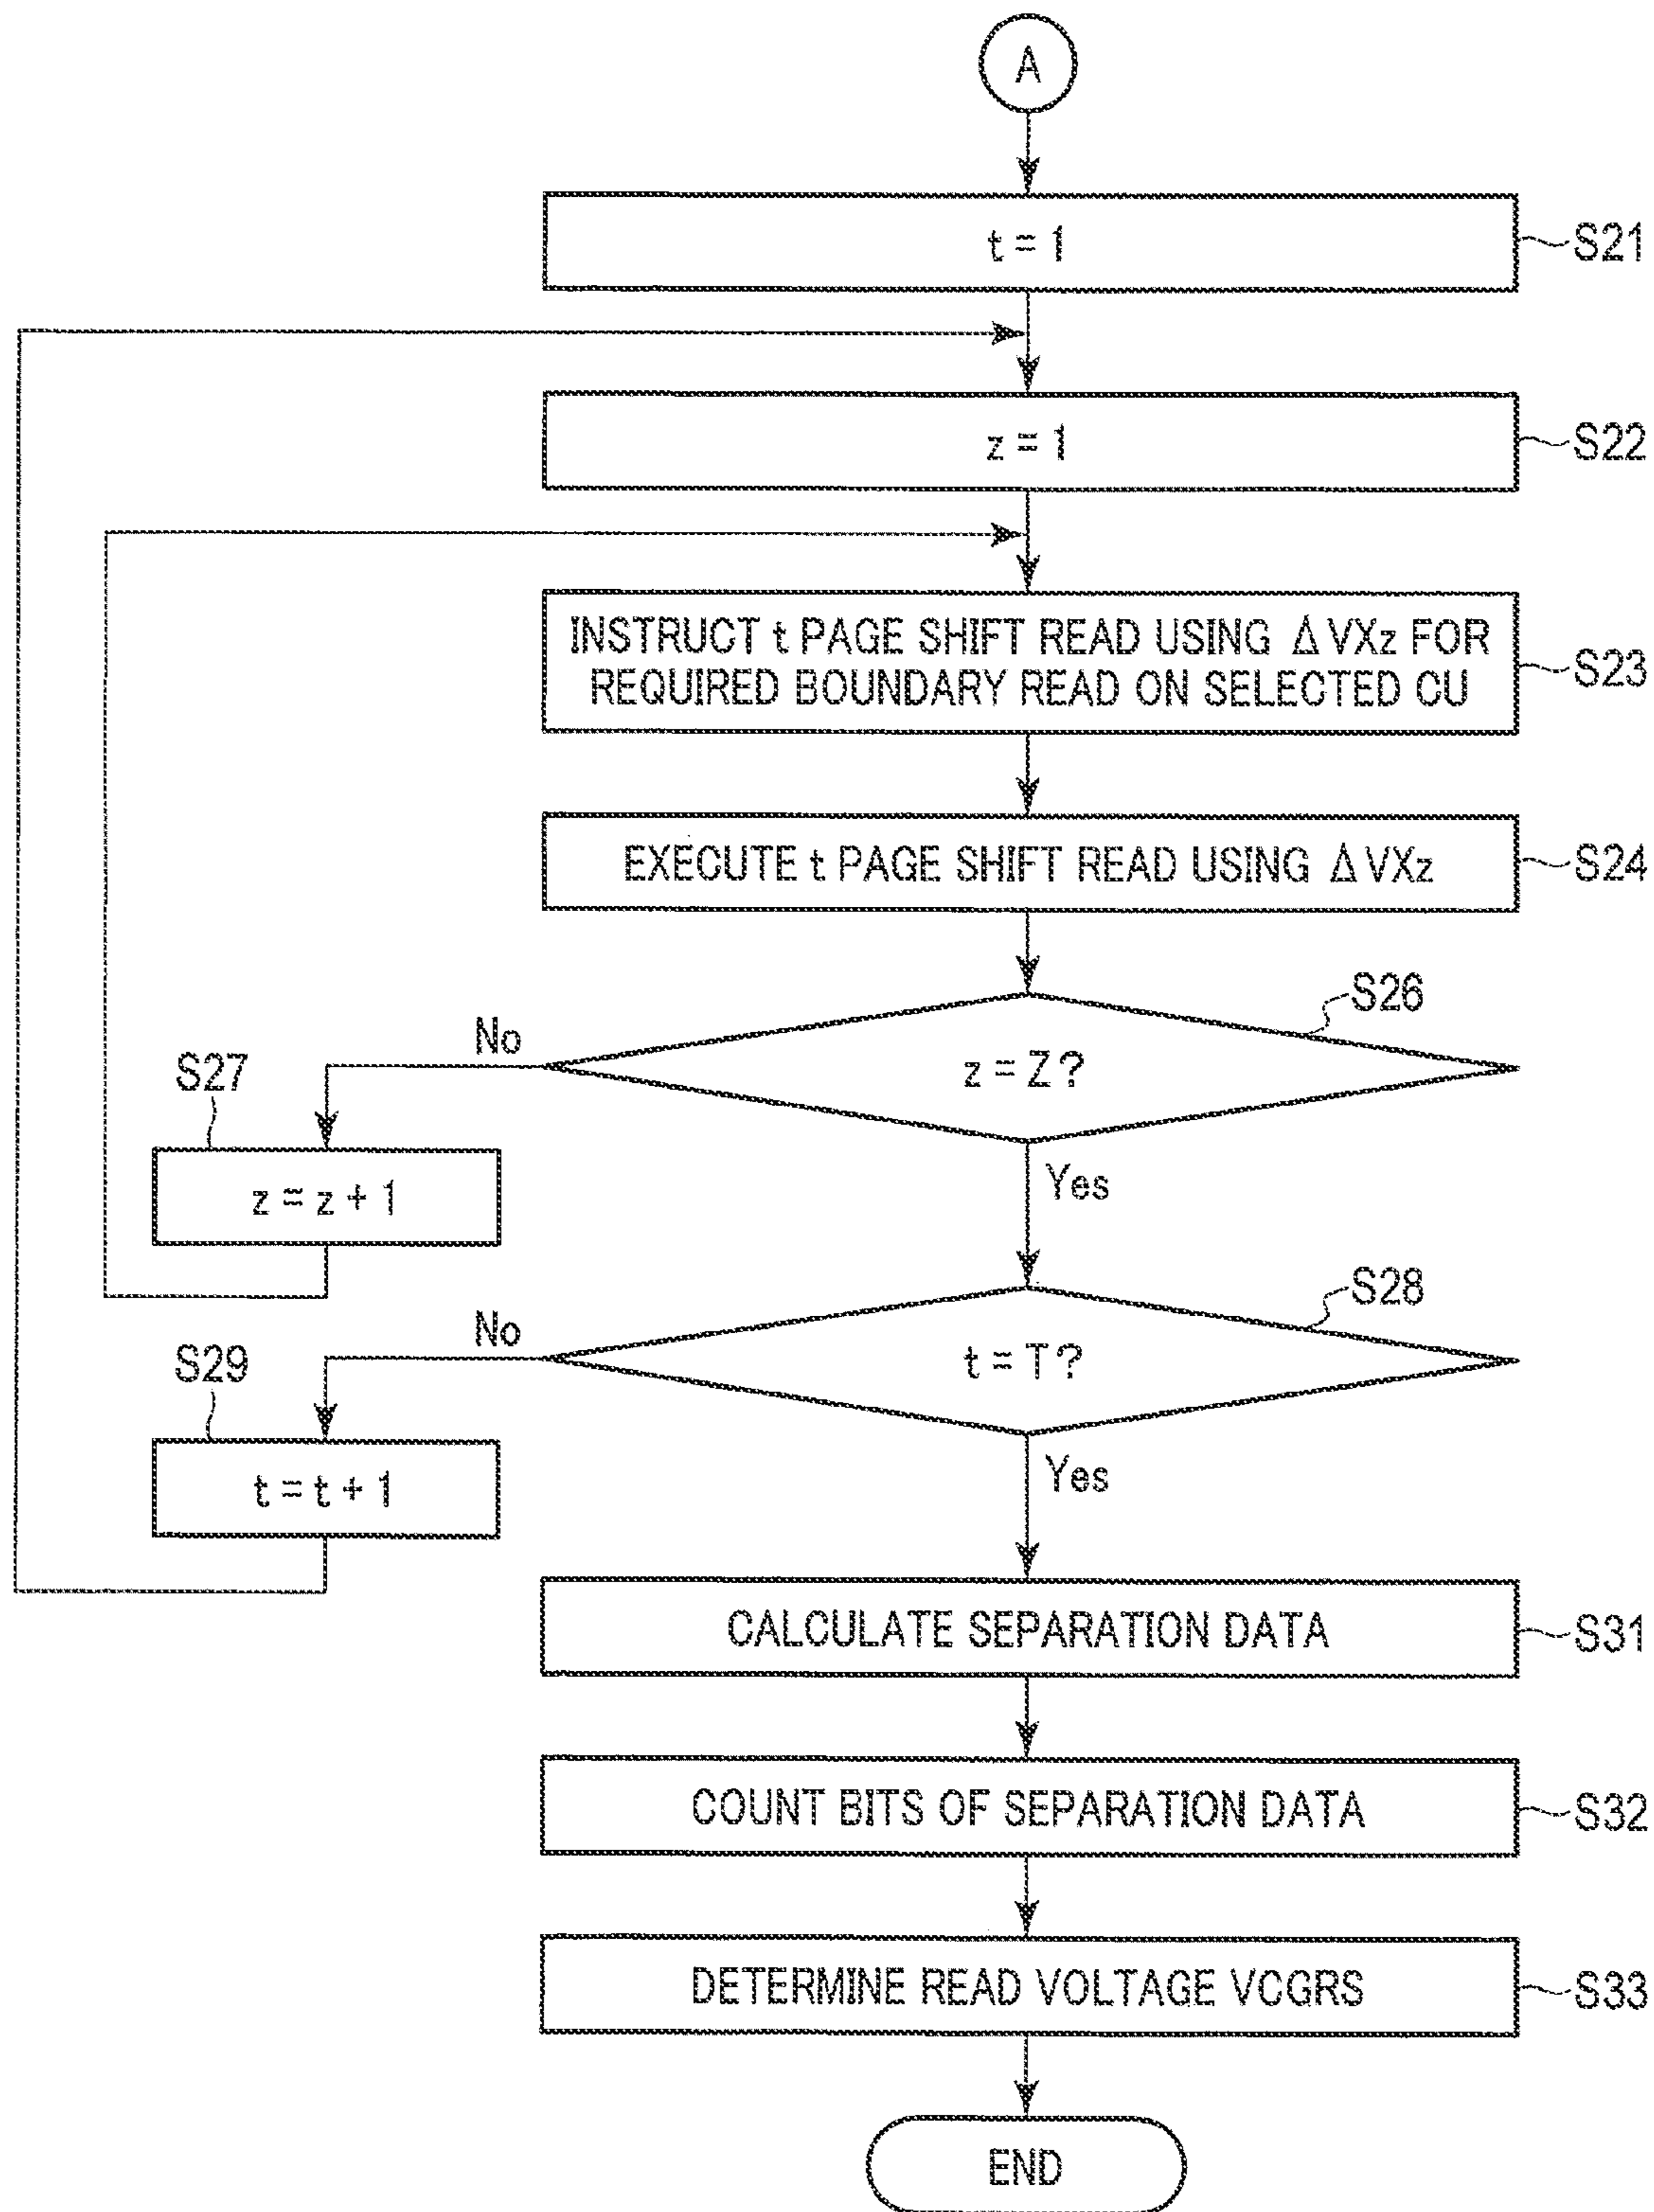 A
t = 1
S21
z = 1
S22
INSTRUCT t PAGE SHIFT READ USING ΔVXz FOR
REQUIRED BOUNDARY READ ON SELECTED CU
S23
EXECUTE t PAGE SHIFT READ USING ΔVXz
S24
S26
z = Z?
No
S27
z = z + 1
Yes
S28
t = T?
No
S29
t = t + 1
Yes
CALCULATE SEPARATION DATA
S31
COUNT BITS OF SEPARATION DATA
S32
DETERMINE READ VOLTAGE VCGRS
S33
END